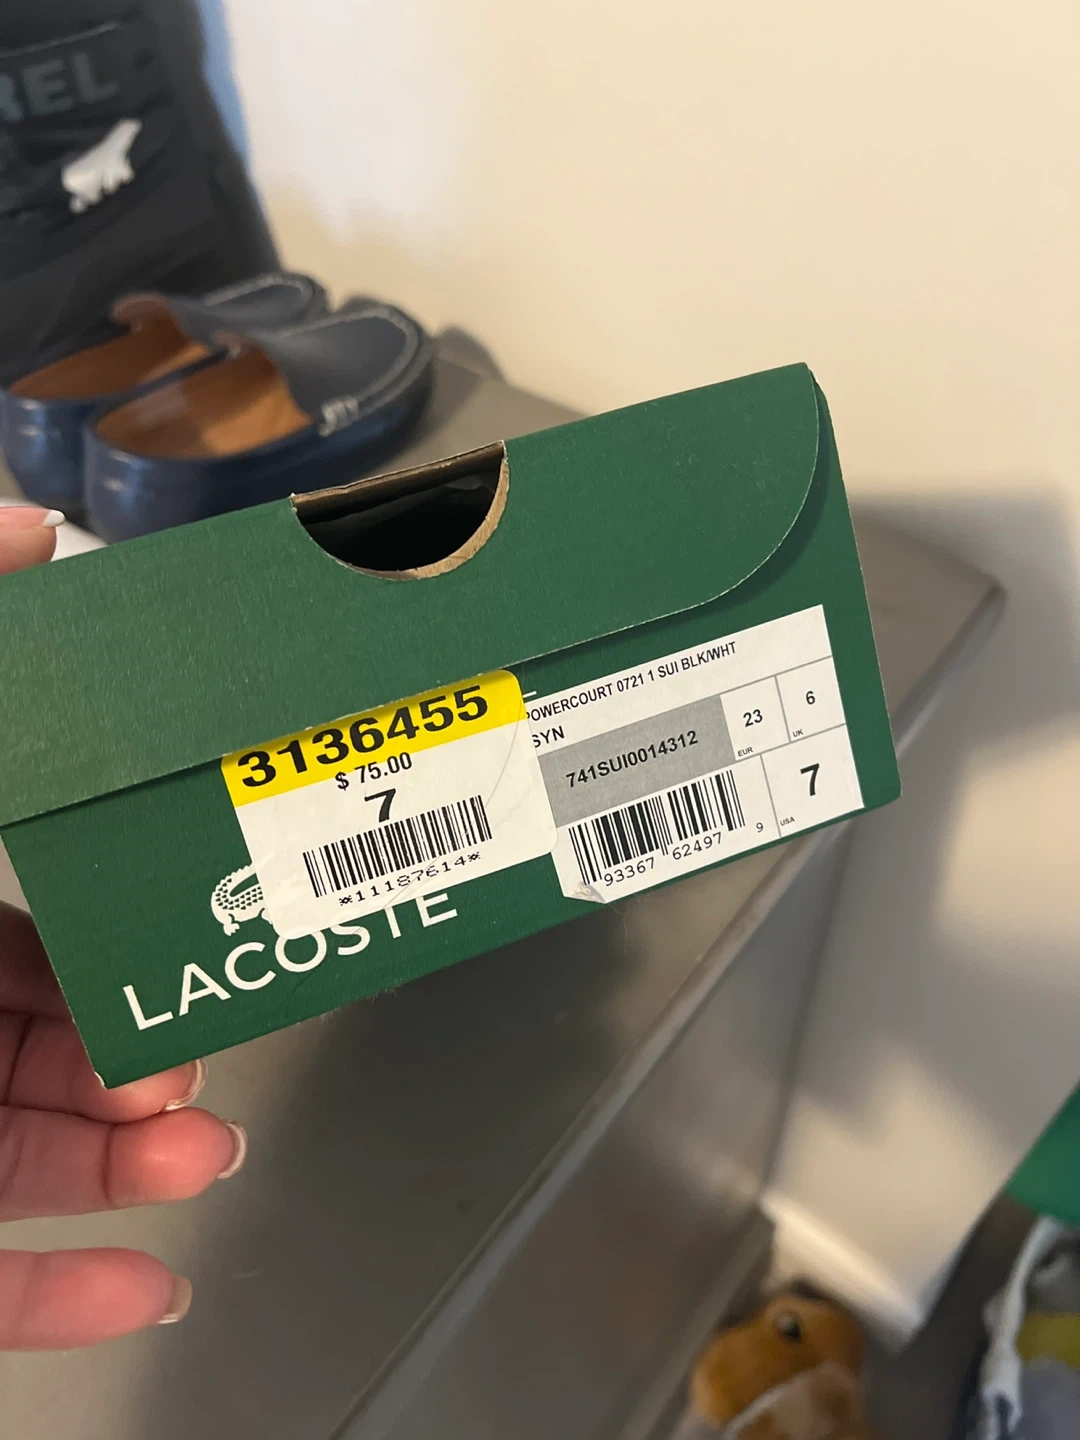 3136455
$ 75.00
7
*11187614*
LACOSTE
POWERCOURT 0721 1 SUI BLK/WHT
SYN
741SUI0014312
23
EUR
6
UK
7
USA
93367 62497 9